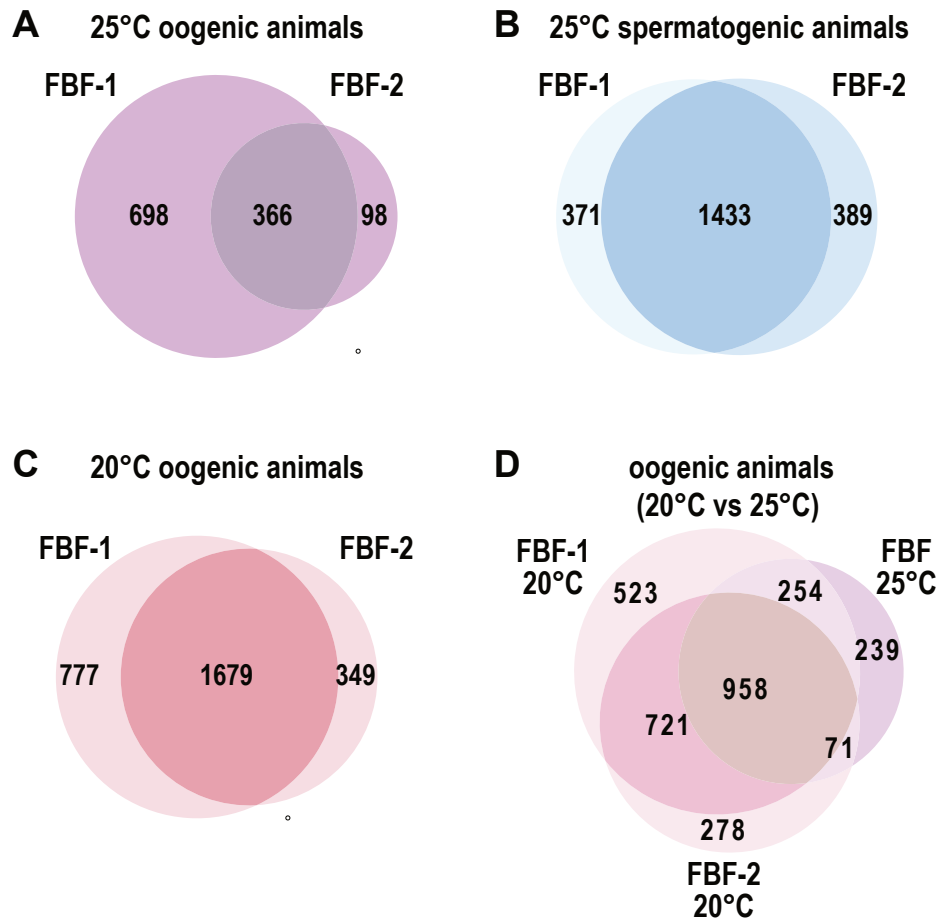 A 25°C oogenic animals
FBF-1 FBF-2
698 366 98
B 25°C spermatogenic animals
FBF-1 FBF-2
371 1433 389
C 20°C oogenic animals
FBF-1 FBF-2
777 1679 349
D oogenic animals
(20°C vs 25°C)
FBF-1
20°C
FBF
25°C
523
254
239
958
721
71
278
FBF-2
20°C